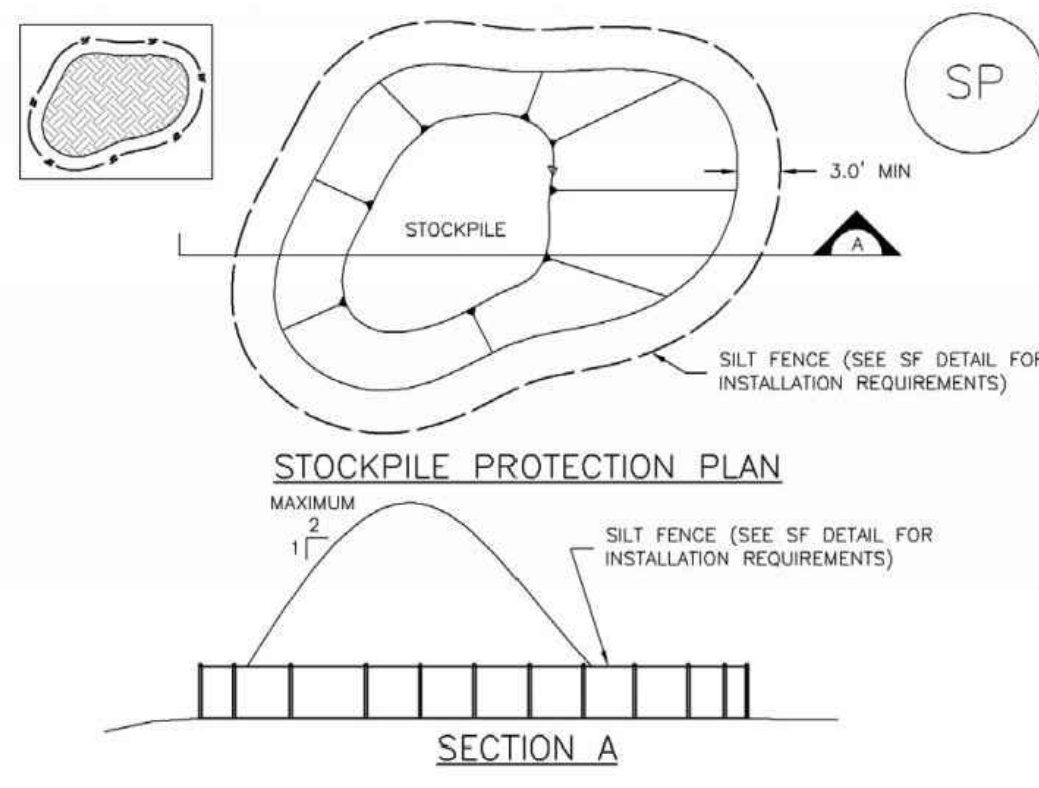 SP
3.0' MIN
STOCKPILE
A
SILT FENCE (SEE SF DETAIL FOR
INSTALLATION REQUIREMENTS)
STOCKPILE PROTECTION PLAN
MAXIMUM
2
1
SILT FENCE (SEE SF DETAIL FOR
INSTALLATION REQUIREMENTS)
SECTION A